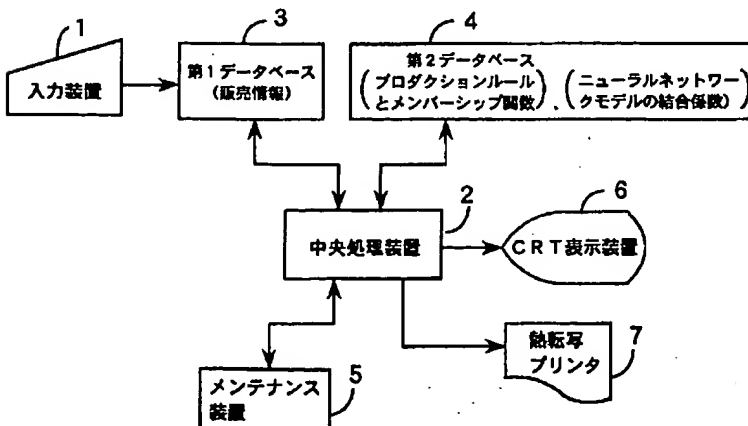 1
入力装置
3
第1データベース
(販売情報)
4
第2データベース
(プロダクションルール
とメンバーシップ関数)、(ニューラルネットワー
クモデルの結合係数)
2
中央処理装置
6
CRT表示装置
熱転写
プリンタ
7
メンテナンス
装置
5